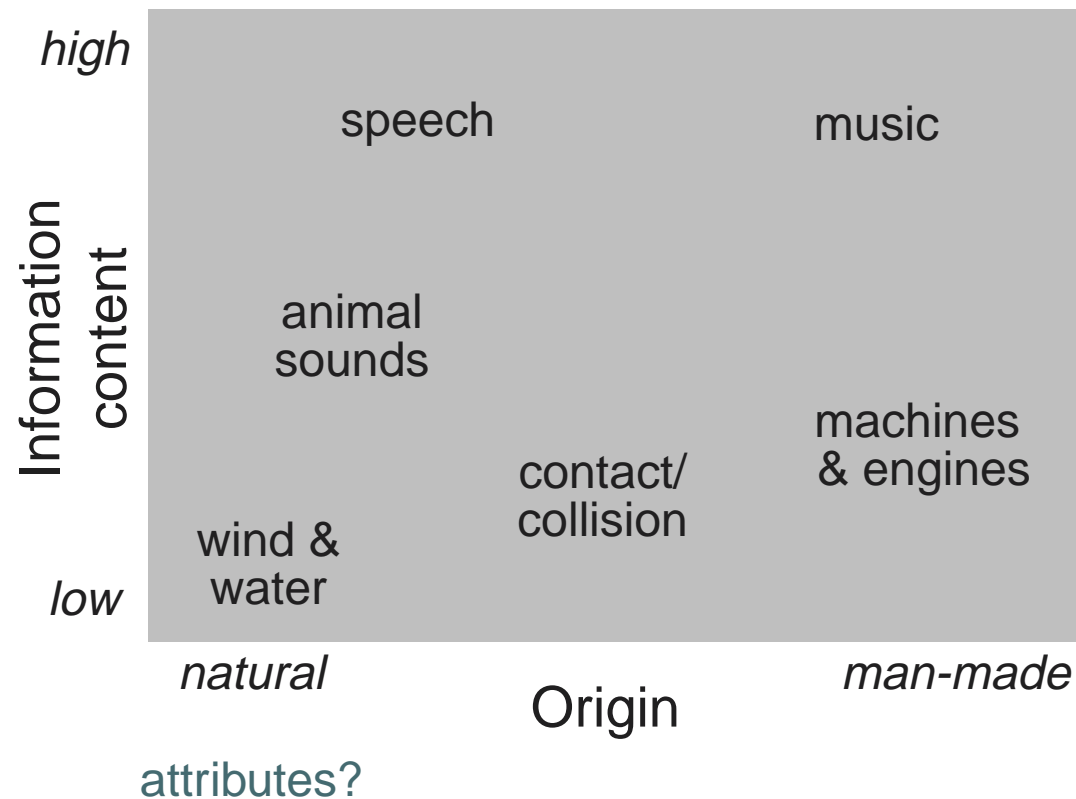 high
speech
music
Information
content
animal
sounds
machines
& engines
contact/
collision
wind &
water
low
natural
man-made
Origin
attributes?